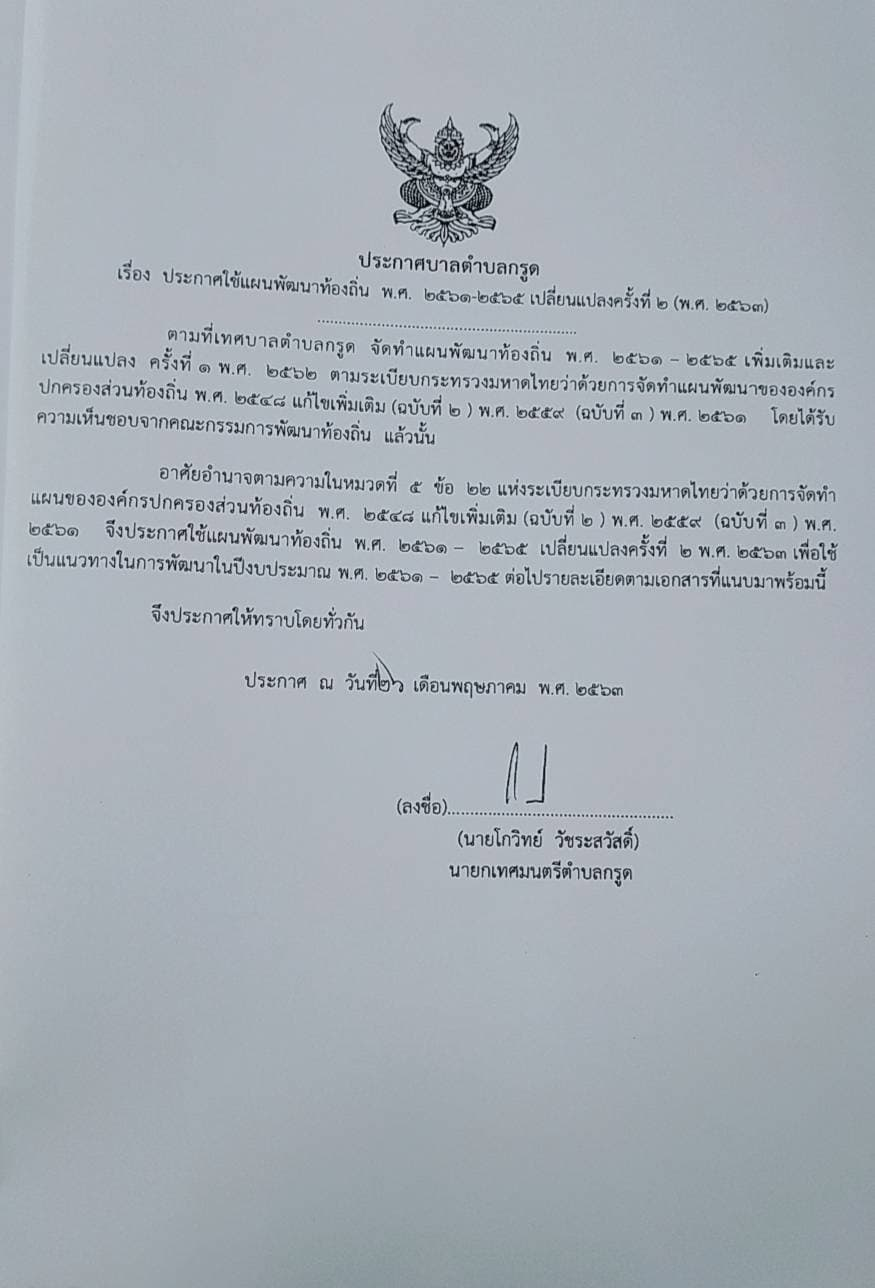 ประกาศบาลตำบลกรูด
เรื่อง ประกาศใช้แผนพัฒนาท้องถิ่น พ.ศ. ๒๕๖๑-๒๕๖๕ เปลี่ยนแปลงครั้งที่ ๒ (พ.ศ. ๒๕๖๓)
ตามที่เทศบาลตำบลกรูด จัดทำแผนพัฒนาท้องถิ่น พ.ศ. ๒๕๖๑ – ๒๕๖๕ เพิ่มเติมและ
เปลี่ยนแปลง ครั้งที่ ๑ พ.ศ. ๒๕๖๒ ตามระเบียบกระทรวงมหาดไทยว่าด้วยการจัดทำแผนพัฒนาขององค์กร
ปกครองส่วนท้องถิ่น พ.ศ. ๒๕๔๘ แก้ไขเพิ่มเติม (ฉบับที่ ๒ ) พ.ศ. ๒๕๕๙ (ฉบับที่ ๓ ) พ.ศ. ๒๕๖๑ โดยได้รับ
ความเห็นชอบจากคณะกรรมการพัฒนาท้องถิ่น แล้วนั้น
อาศัยอำนาจตามความในหมวดที่ ๕ ข้อ ๒๒ แห่งระเบียบกระทรวงมหาดไทยว่าด้วยการจัดทำ
แผนขององค์กรปกครองส่วนท้องถิ่น พ.ศ. ๒๕๔๘ แก้ไขเพิ่มเติม (ฉบับที่ ๒ ) พ.ศ. ๒๕๕๙ (ฉบับที่ ๓ ) พ.ศ.
๒๕๖๑ จึงประกาศใช้แผนพัฒนาท้องถิ่น พ.ศ. ๒๕๖๑ – ๒๕๖๕ เปลี่ยนแปลงครั้งที่ ๒ พ.ศ. ๒๕๖๓ เพื่อใช้
เป็นแนวทางในการพัฒนาในปีงบประมาณ พ.ศ. ๒๕๖๑ – ๒๕๖๕ ต่อไปรายละเอียดตามเอกสารที่แนบมาพร้อมนี้
จึงประกาศให้ทราบโดยทั่วกัน
ประกาศ ณ วันที่ เดือนพฤษภาคม พ.ศ. ๒๕๖๓
(ลงชื่อ)..................................................
(นายโกวิทย์ วัชระสวัสดิ์)
นายกเทศมนตรีตำบลกรูด